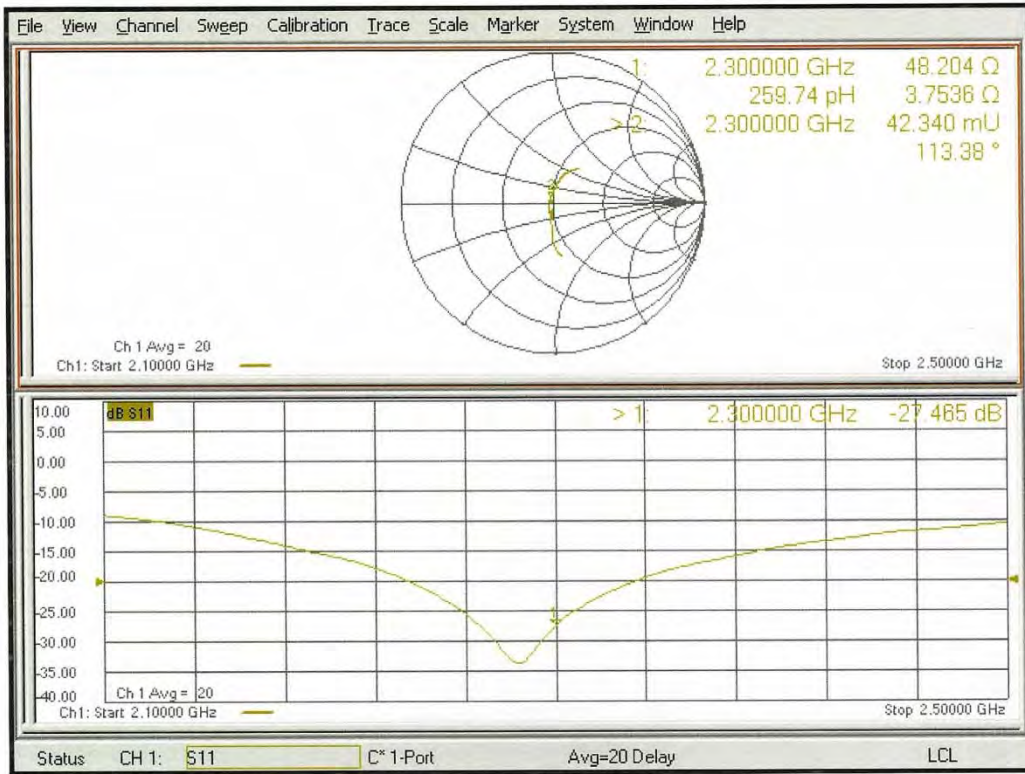 File View Channel Sweep Calibration Trace Scale Marker System Window Help
1: 2.300000 GHz 48.204 Ω
259.74 pH 3.7536 Ω
> 2: 2.300000 GHz 42.340 mU
113.38 °
Ch 1 Avg = 20
Ch1: Start 2.10000 GHz Stop 2.50000 GHz
dB S11 > 1: 2.300000 GHz -27.465 dB
10.00
5.00
0.00
-5.00
-10.00
-15.00
-20.00
-25.00
-30.00
-35.00
-40.00
1
Ch 1 Avg = 20
Ch1: Start 2.10000 GHz Stop 2.50000 GHz
Status CH 1: S11 C* 1-Port Avg=20 Delay LCL